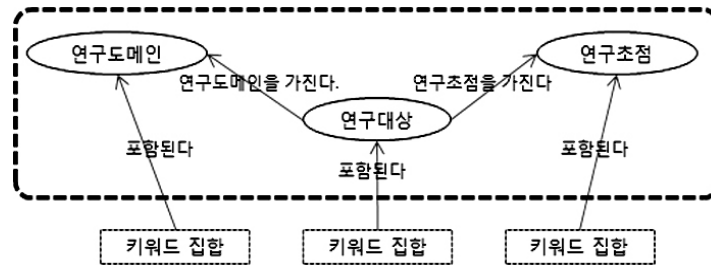 연구도메인
연구초점
연구도메인을 가진다.
연구초점을 가진다
연구대상
포함된다
포함된다
포함된다
키워드 집합
키워드 집합
키워드 집합